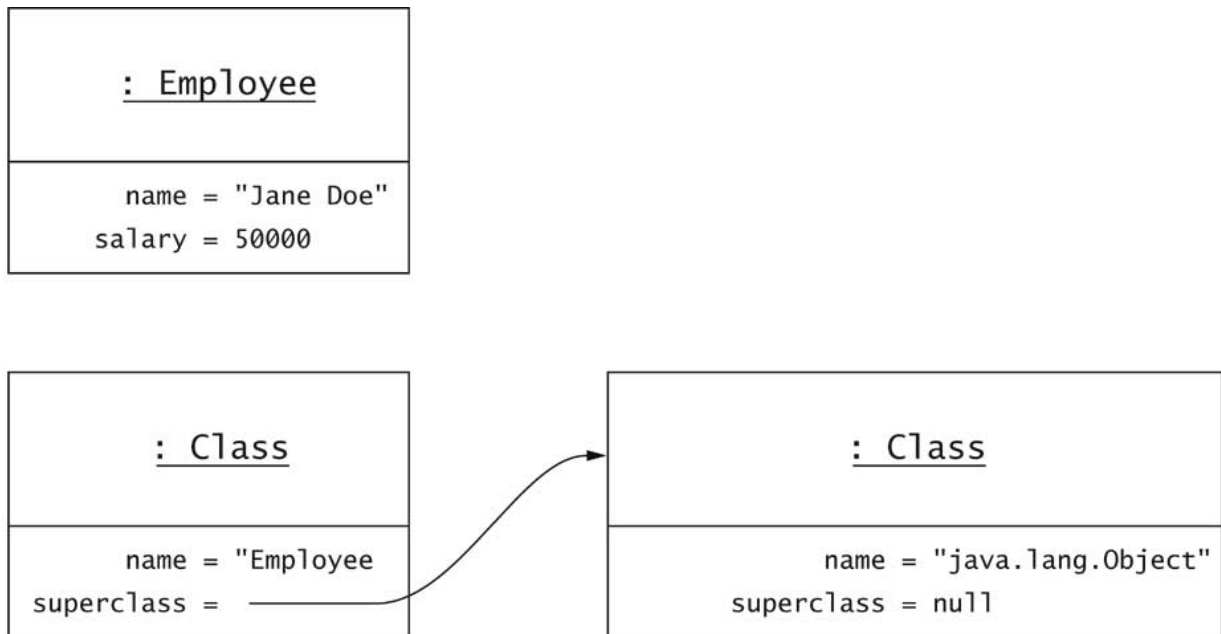 : Employee
name = "Jane Doe"
salary = 50000
: Class
name = "Employee
superclass =
: Class
name = "java.lang.Object"
superclass = null